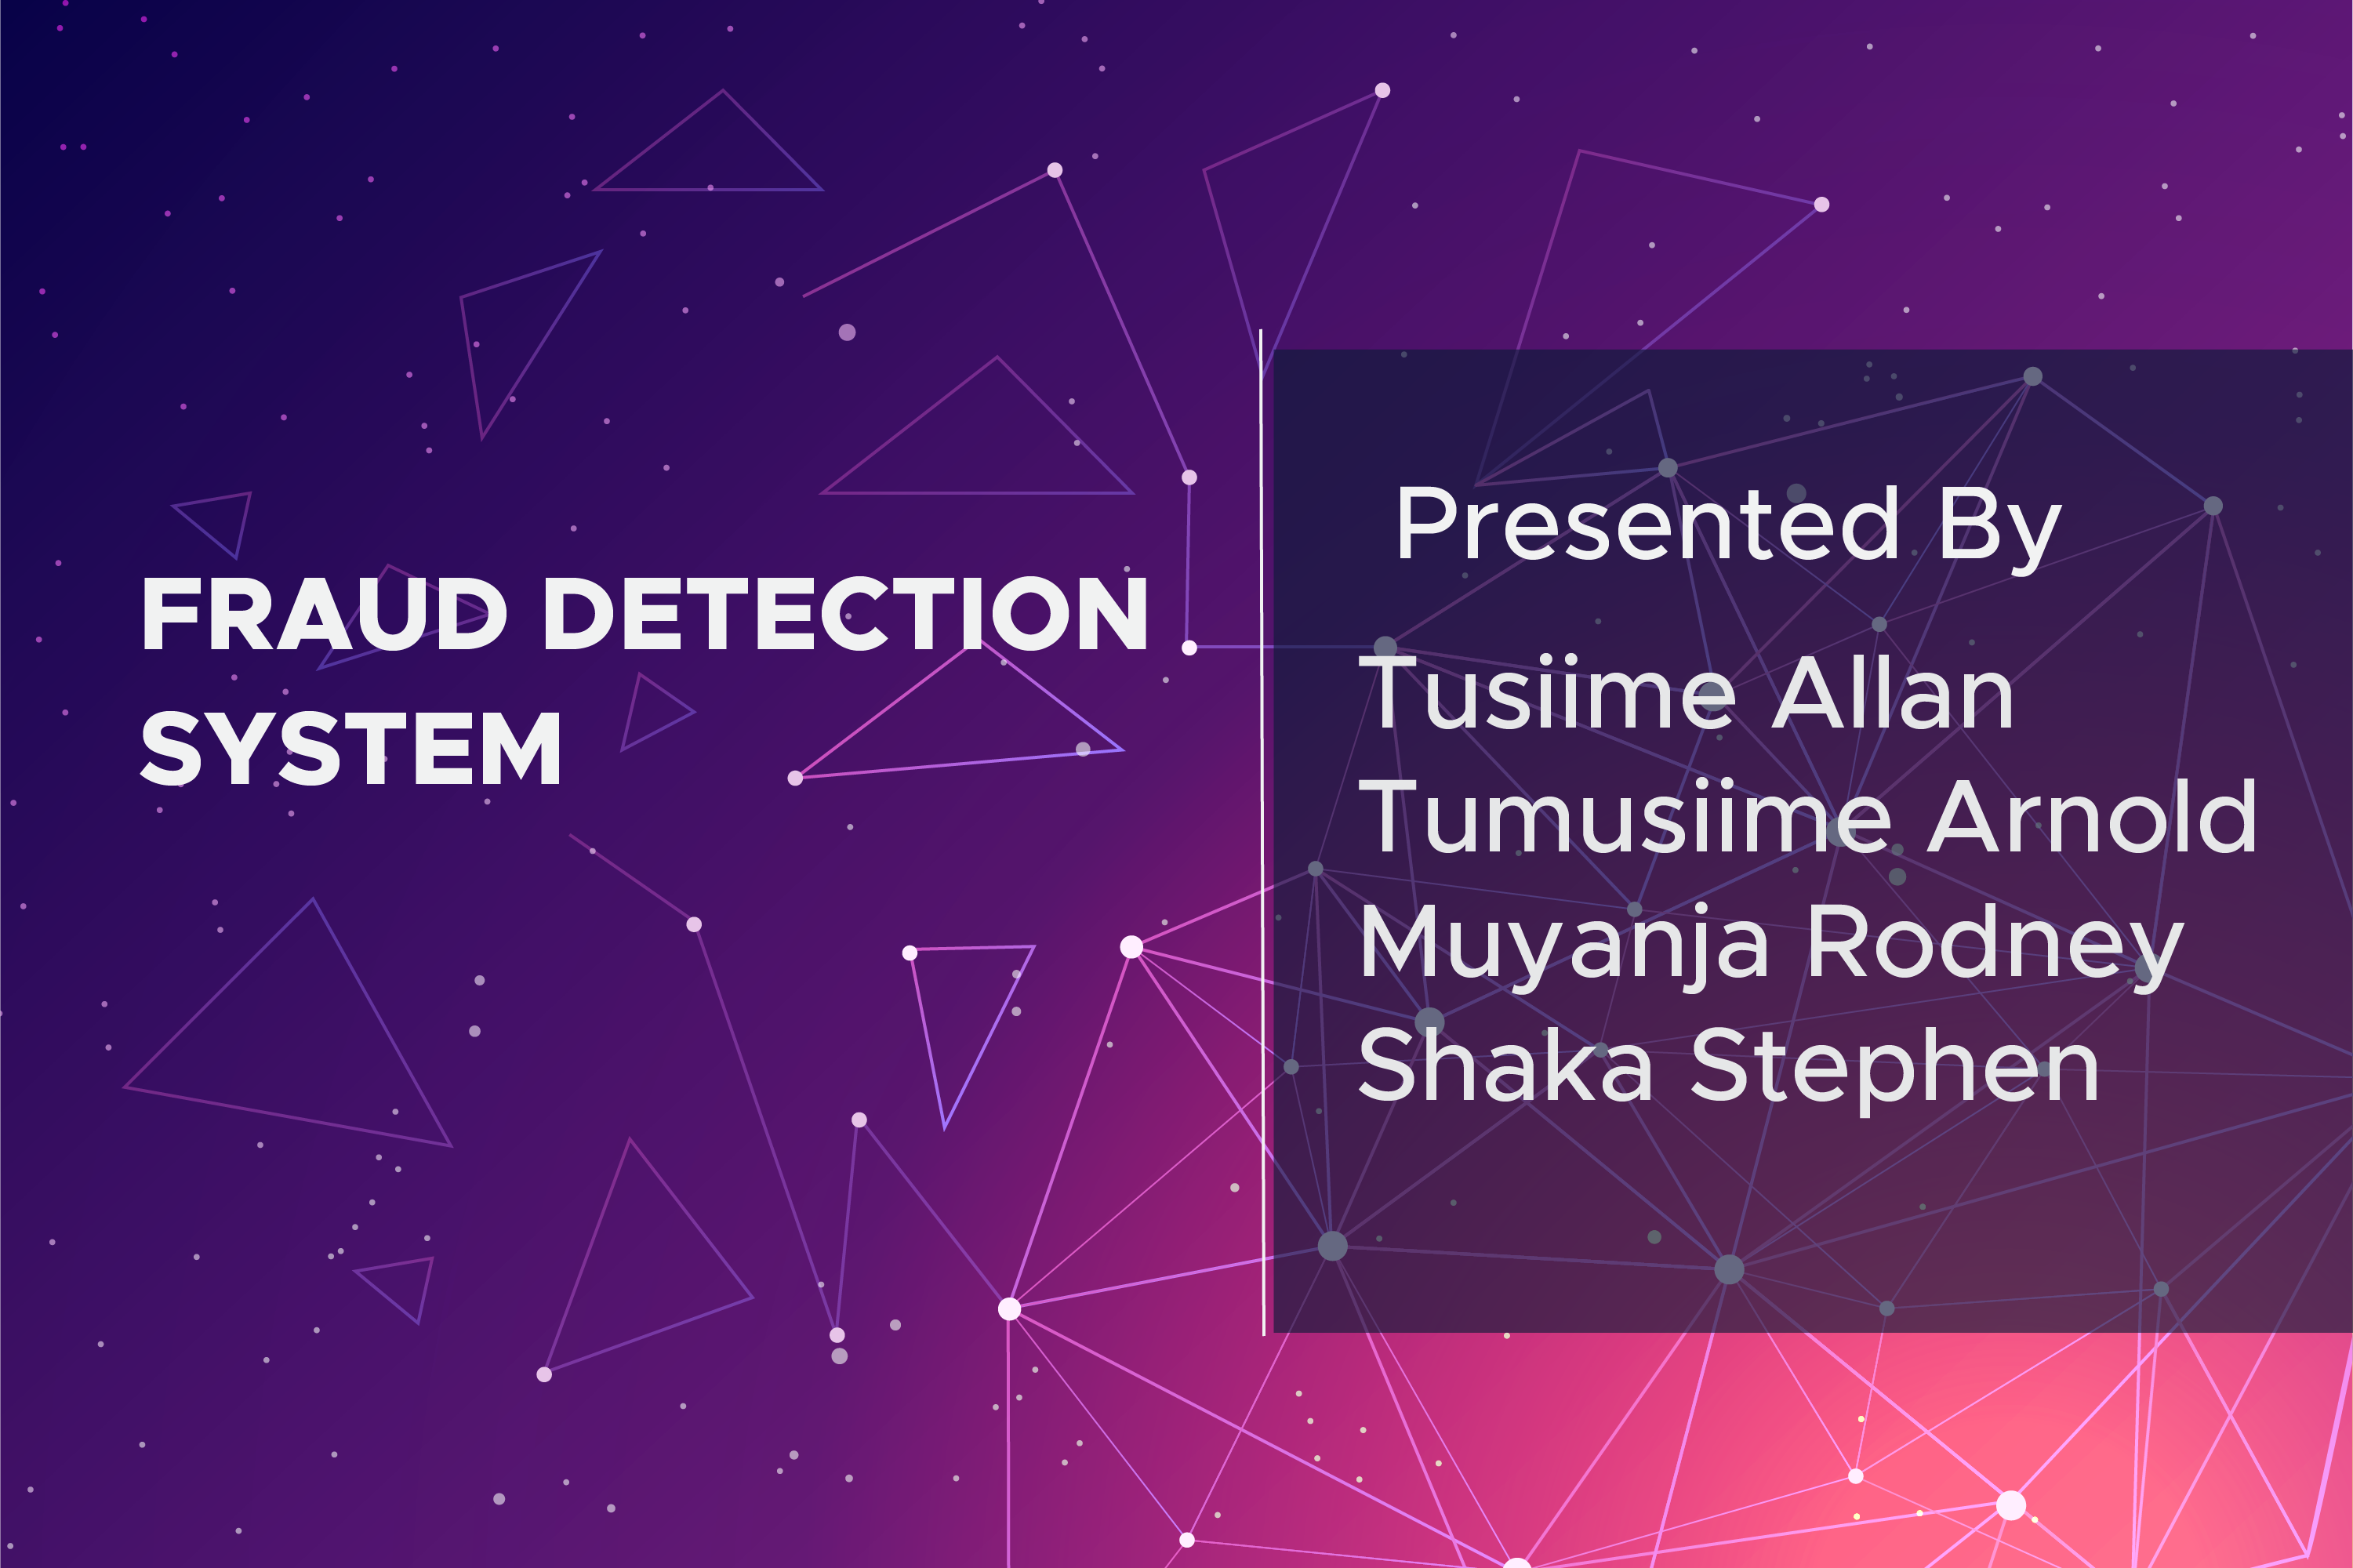 FRAUD DETECTION
SYSTEM
Presented By
Tusiime Allan
Tumusiime Arnold
Muyanja Rodney
Shaka Stephen